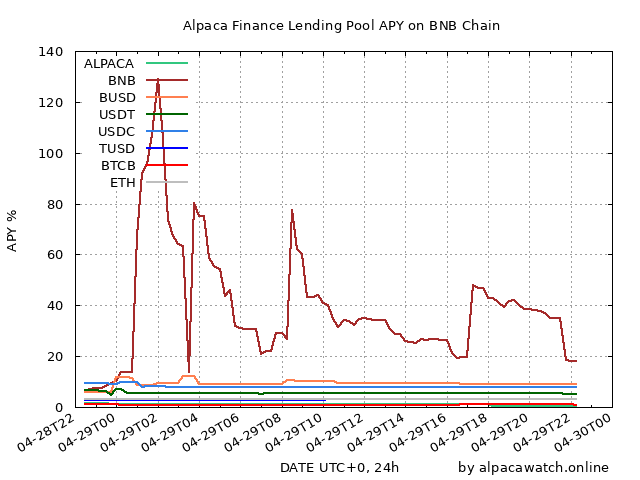 Alpaca Finance Lending Pool APY on BNB Chain
APY %
140
120
100
80
60
40
20
0
ALPACA
BNB
BUSD
USDT
USDC
TUSD
BTCB
ETH
04-28T22
04-29T00
04-29T02
04-29T04
04-29T06
04-29T08
04-29T10
04-29T12
04-29T14
04-29T16
04-29T18
04-29T20
04-29T22
04-30T00
DATE UTC+0, 24h
by alpacawatch.online